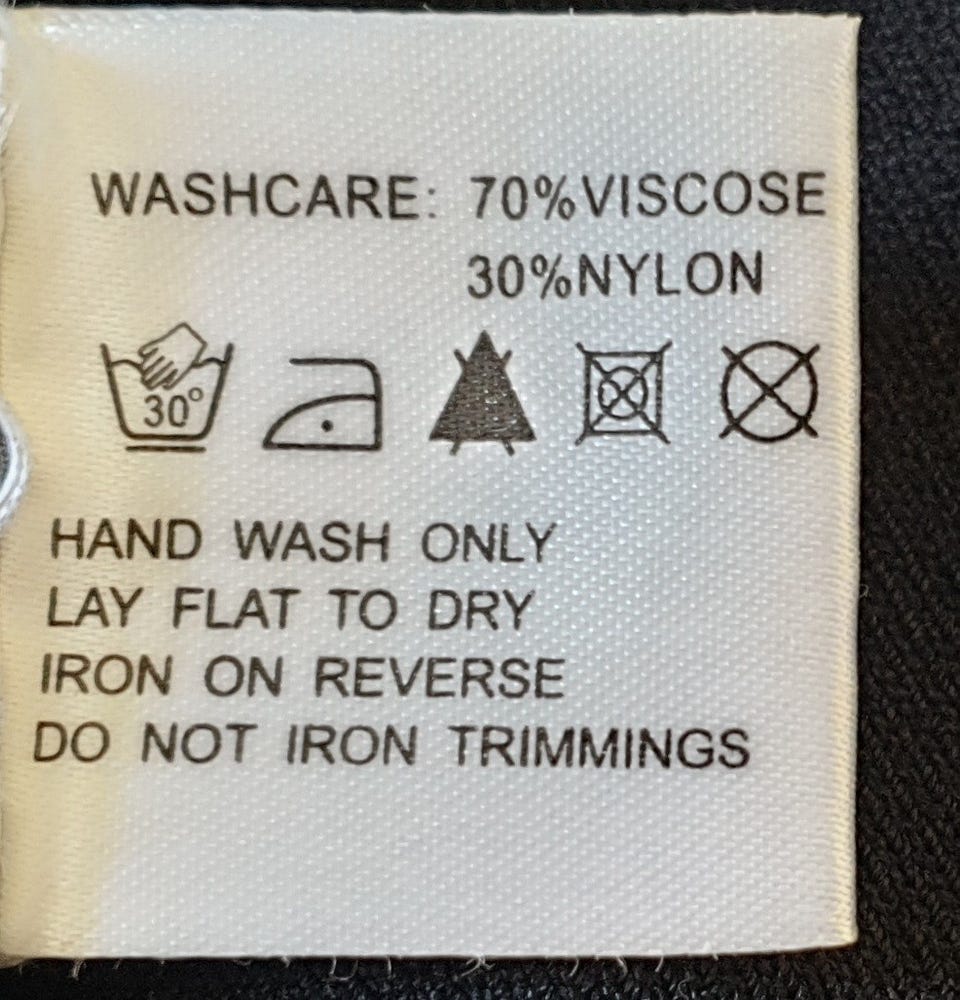 WASHCARE: 70%VISCOSE
30%NYLON
30°
HAND WASH ONLY
LAY FLAT TO DRY
IRON ON REVERSE
DO NOT IRON TRIMMINGS